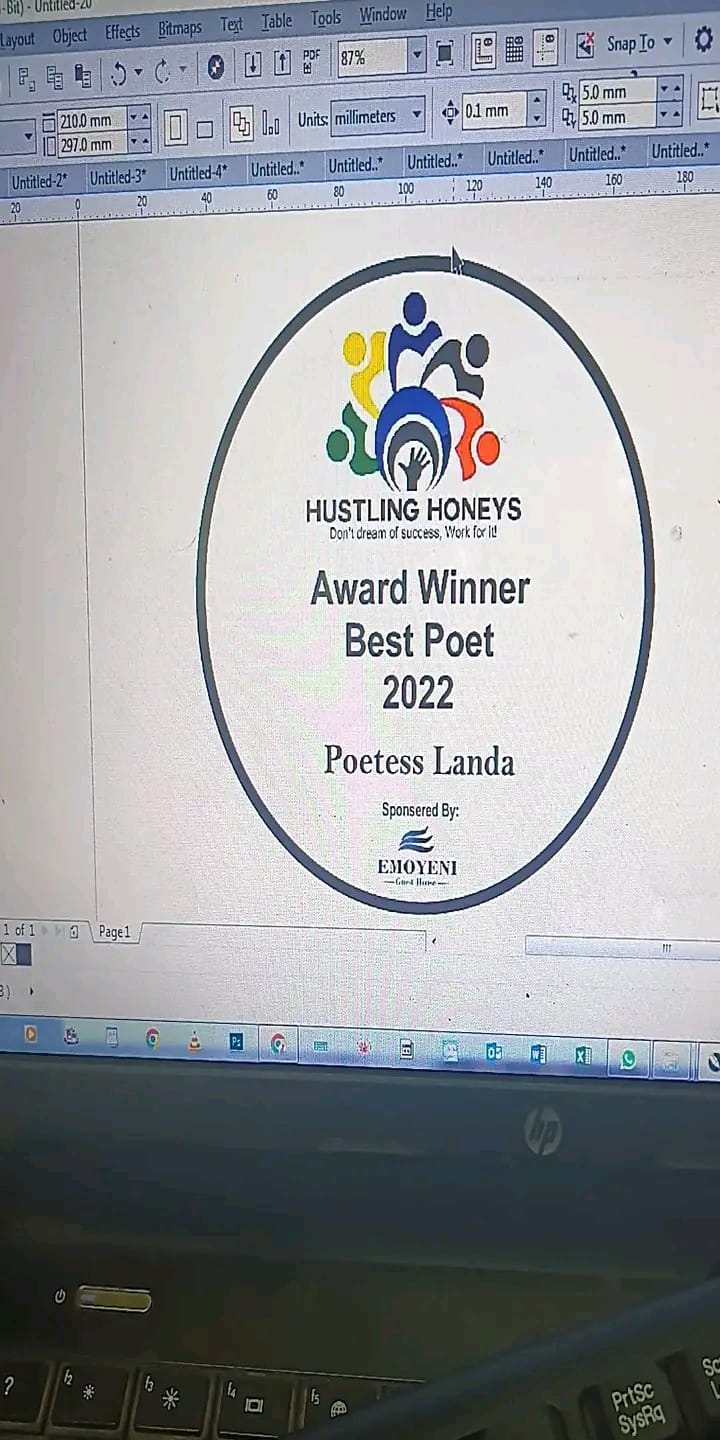 -Bit) - Untitled-20
Layout Object Effects Bitmaps Text Table Tools Window Help
PDF 87% Snap To
210.0 mm
297.0 mm
Units: millimeters 0.1 mm
5.0 mm
5.0 mm
Untitled-2* Untitled-3* Untitled-4* Untitled..* Untitled..* Untitled..* Untitled..* Untitled..* Untitled..*
20 0 20 40 60 80 100 120 140 160 180
HUSTLING HONEYS
Don't dream of success, Work for it!
Award Winner
Best Poet
2022
Poetess Landa
Sponsered By:
EMOYENI
Guest House
1 of 1 Page1
hp
? f2 f3 f4 f5
PrtSc
SysRq